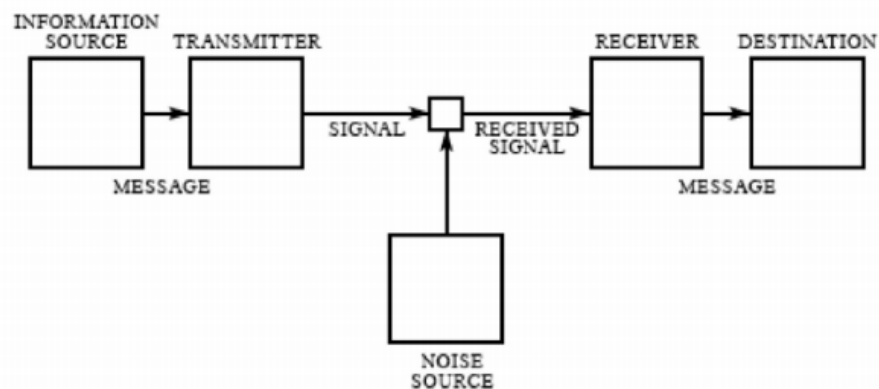 INFORMATION
SOURCE
TRANSMITTER
RECEIVER
DESTINATION
SIGNAL
RECEIVED
SIGNAL
MESSAGE
MESSAGE
NOISE
SOURCE